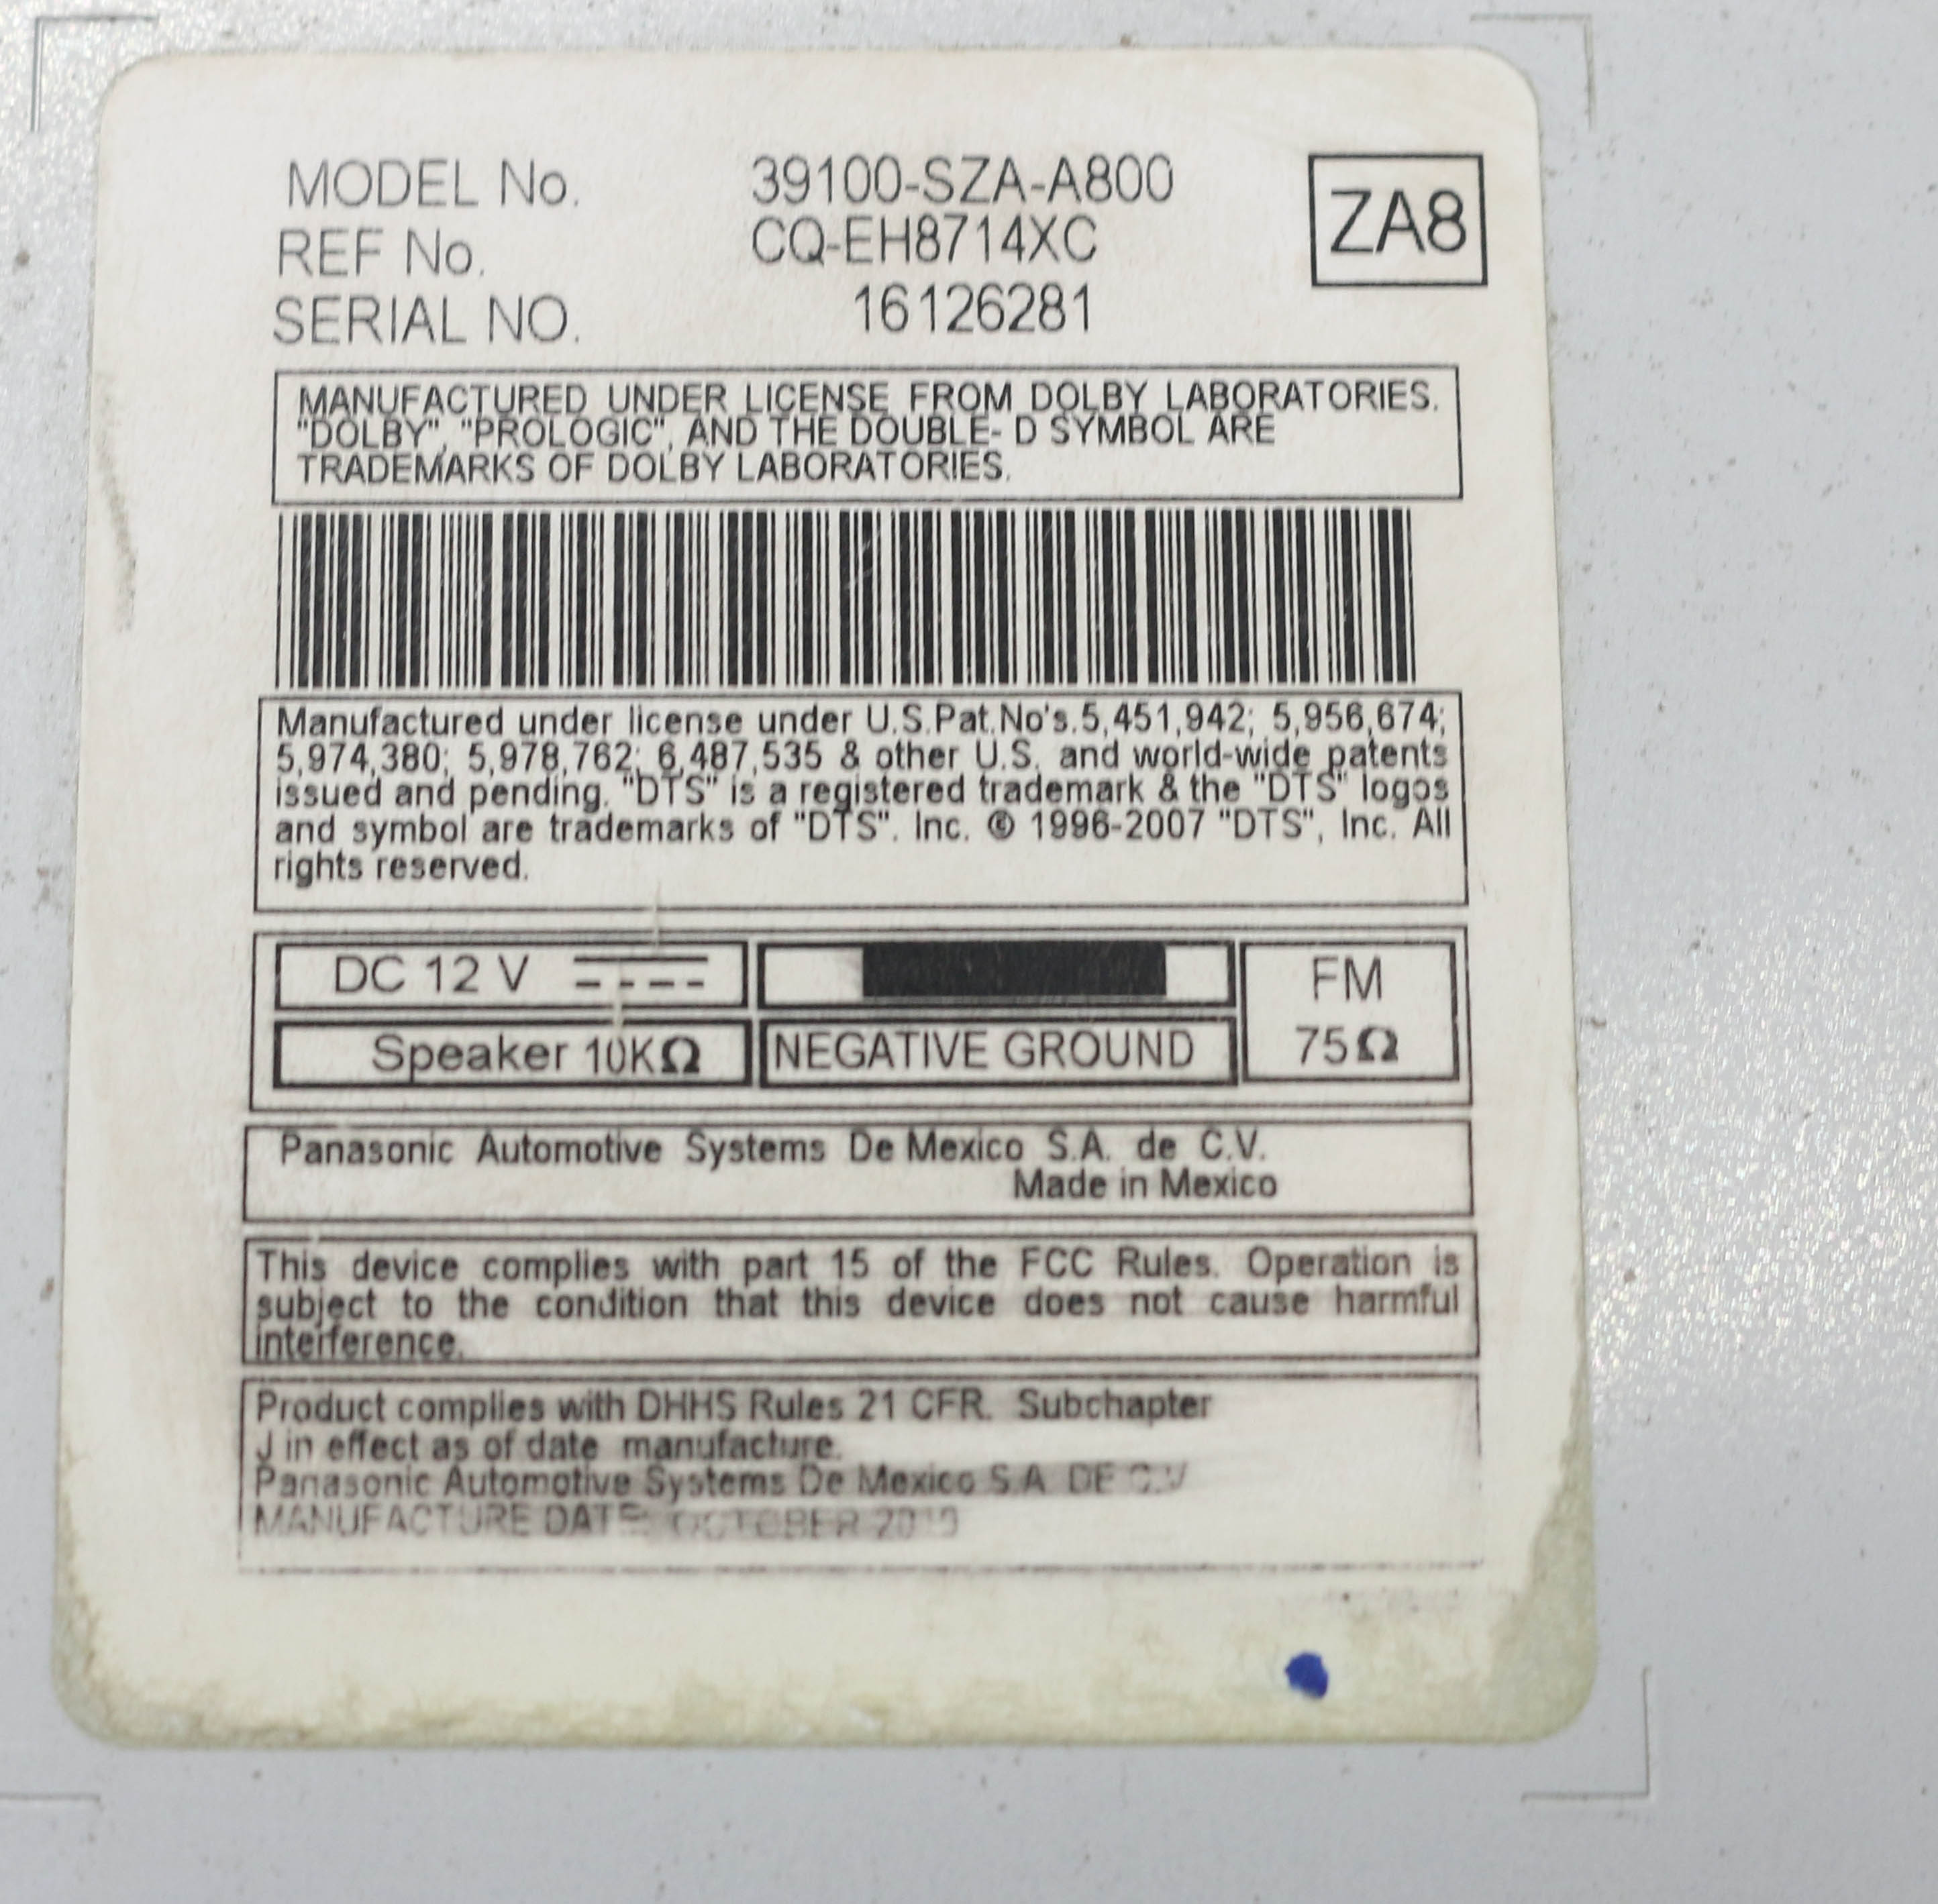 MODEL No. 39100-SZA-A800 ZA8
REF No. CQ-EH8714XC
SERIAL NO. 16126281
MANUFACTURED UNDER LICENSE FROM DOLBY LABORATORIES.
"DOLBY", "PROLOGIC", AND THE DOUBLE- D SYMBOL ARE
TRADEMARKS OF DOLBY LABORATORIES.
Manufactured under license under U.S.Pat.No's.5,451,942; 5,956,674;
5,974,380; 5,978,762; 6,487,535 & other U.S. and world-wide patents
issued and pending. "DTS" is a registered trademark & the "DTS" logos
and symbol are trademarks of "DTS". Inc. © 1996-2007 "DTS", Inc. All
rights reserved.
DC 12 V FM
Speaker 10KΩ NEGATIVE GROUND 75Ω
Panasonic Automotive Systems De Mexico S.A. de C.V.
Made in Mexico
This device complies with part 15 of the FCC Rules. Operation is
subject to the condition that this device does not cause harmful
interference.
Product complies with DHHS Rules 21 CFR. Subchapter
J in effect as of date manufacture.
Panasonic Automotive Systems De Mexico S.A. DE C.V
MANUFACTURE DATE: OCTOBER